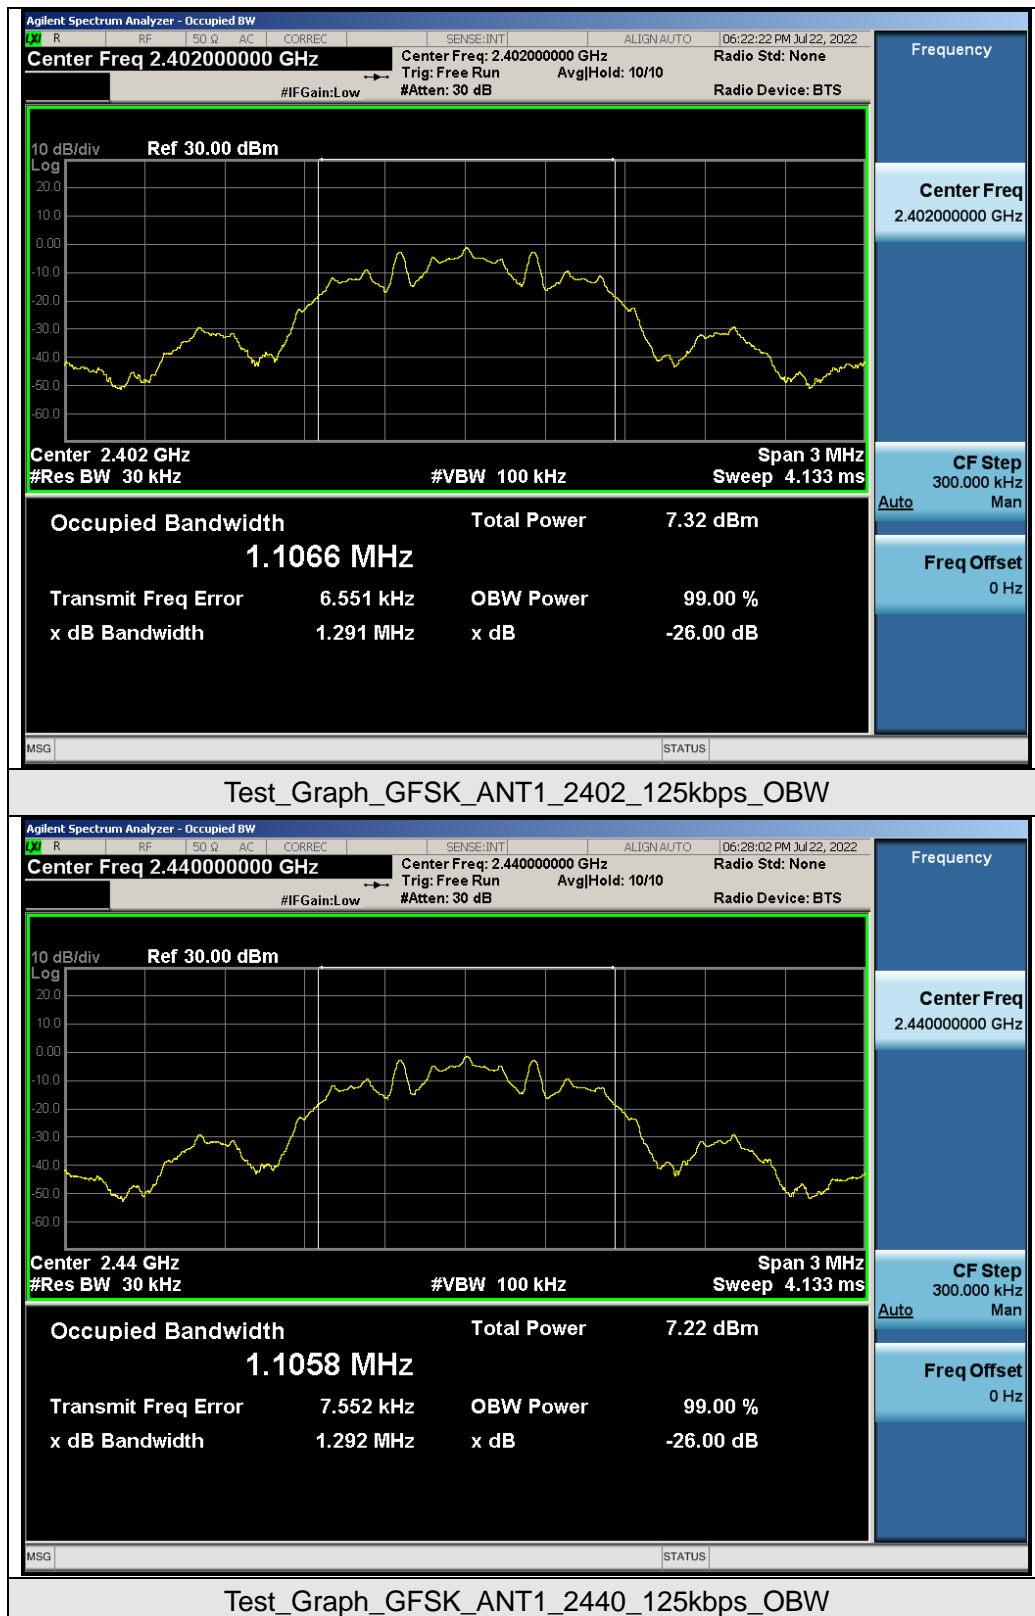 Agilent Spectrum Analyzer - Occupied BW
LXI R RF 50 Ω AC CORREC SENSE:INT ALIGN AUTO 06:22:22 PM Jul 22, 2022
Center Freq 2.402000000 GHz Center Freq: 2.402000000 GHz Radio Std: None Frequency
Trig: Free Run Avg|Hold: 10/10
#IFGain:Low #Atten: 30 dB Radio Device: BTS
10 dB/div Ref 30.00 dBm
Log
20.0
10.0
0.00
-10.0
-20.0
-30.0
-40.0
-50.0
-60.0
Center Freq
2.402000000 GHz
Center 2.402 GHz Span 3 MHz
#Res BW 30 kHz #VBW 100 kHz Sweep 4.133 ms
CF Step
300.000 kHz
Auto Man
Occupied Bandwidth Total Power 7.32 dBm
1.1066 MHz
Transmit Freq Error 6.551 kHz OBW Power 99.00 %
x dB Bandwidth 1.291 MHz x dB -26.00 dB
Freq Offset
0 Hz
MSG STATUS
Test_Graph_GFSK_ANT1_2402_125kbps_OBW
Agilent Spectrum Analyzer - Occupied BW
LXI R RF 50 Ω AC CORREC SENSE:INT ALIGN AUTO 06:28:02 PM Jul 22, 2022
Center Freq 2.440000000 GHz Center Freq: 2.440000000 GHz Radio Std: None Frequency
Trig: Free Run Avg|Hold: 10/10
#IFGain:Low #Atten: 30 dB Radio Device: BTS
10 dB/div Ref 30.00 dBm
Log
20.0
10.0
0.00
-10.0
-20.0
-30.0
-40.0
-50.0
-60.0
Center Freq
2.440000000 GHz
Center 2.44 GHz Span 3 MHz
#Res BW 30 kHz #VBW 100 kHz Sweep 4.133 ms
CF Step
300.000 kHz
Auto Man
Occupied Bandwidth Total Power 7.22 dBm
1.1058 MHz
Transmit Freq Error 7.552 kHz OBW Power 99.00 %
x dB Bandwidth 1.292 MHz x dB -26.00 dB
Freq Offset
0 Hz
MSG STATUS
Test_Graph_GFSK_ANT1_2440_125kbps_OBW